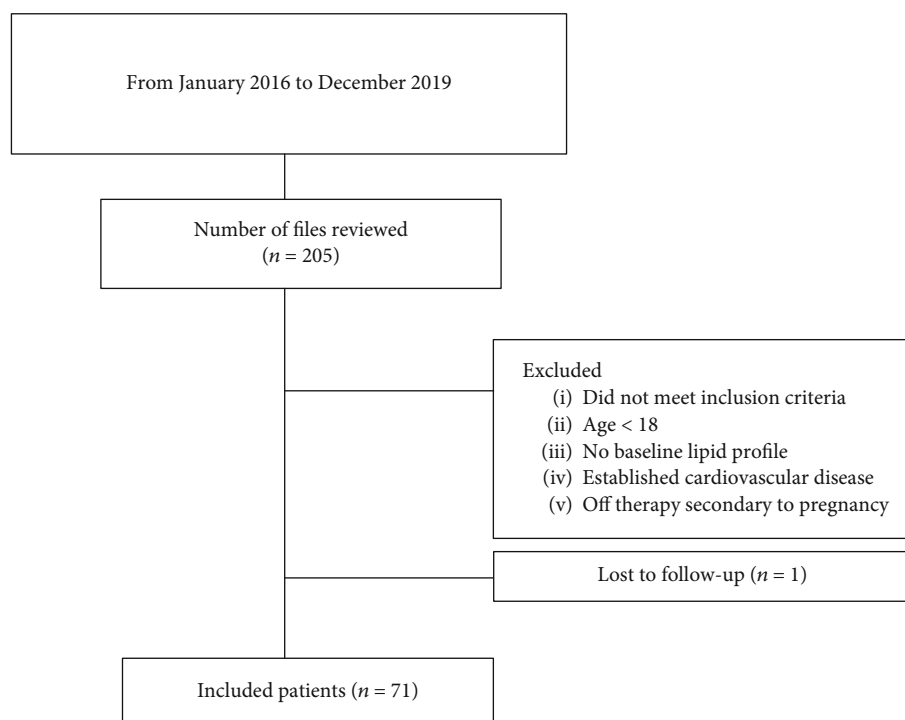 From January 2016 to December 2019
Number of files reviewed
(n = 205)
Excluded
(i) Did not meet inclusion criteria
(ii) Age < 18
(iii) No baseline lipid profile
(iv) Established cardiovascular disease
(v) Off therapy secondary to pregnancy
Lost to follow-up (n = 1)
Included patients (n = 71)